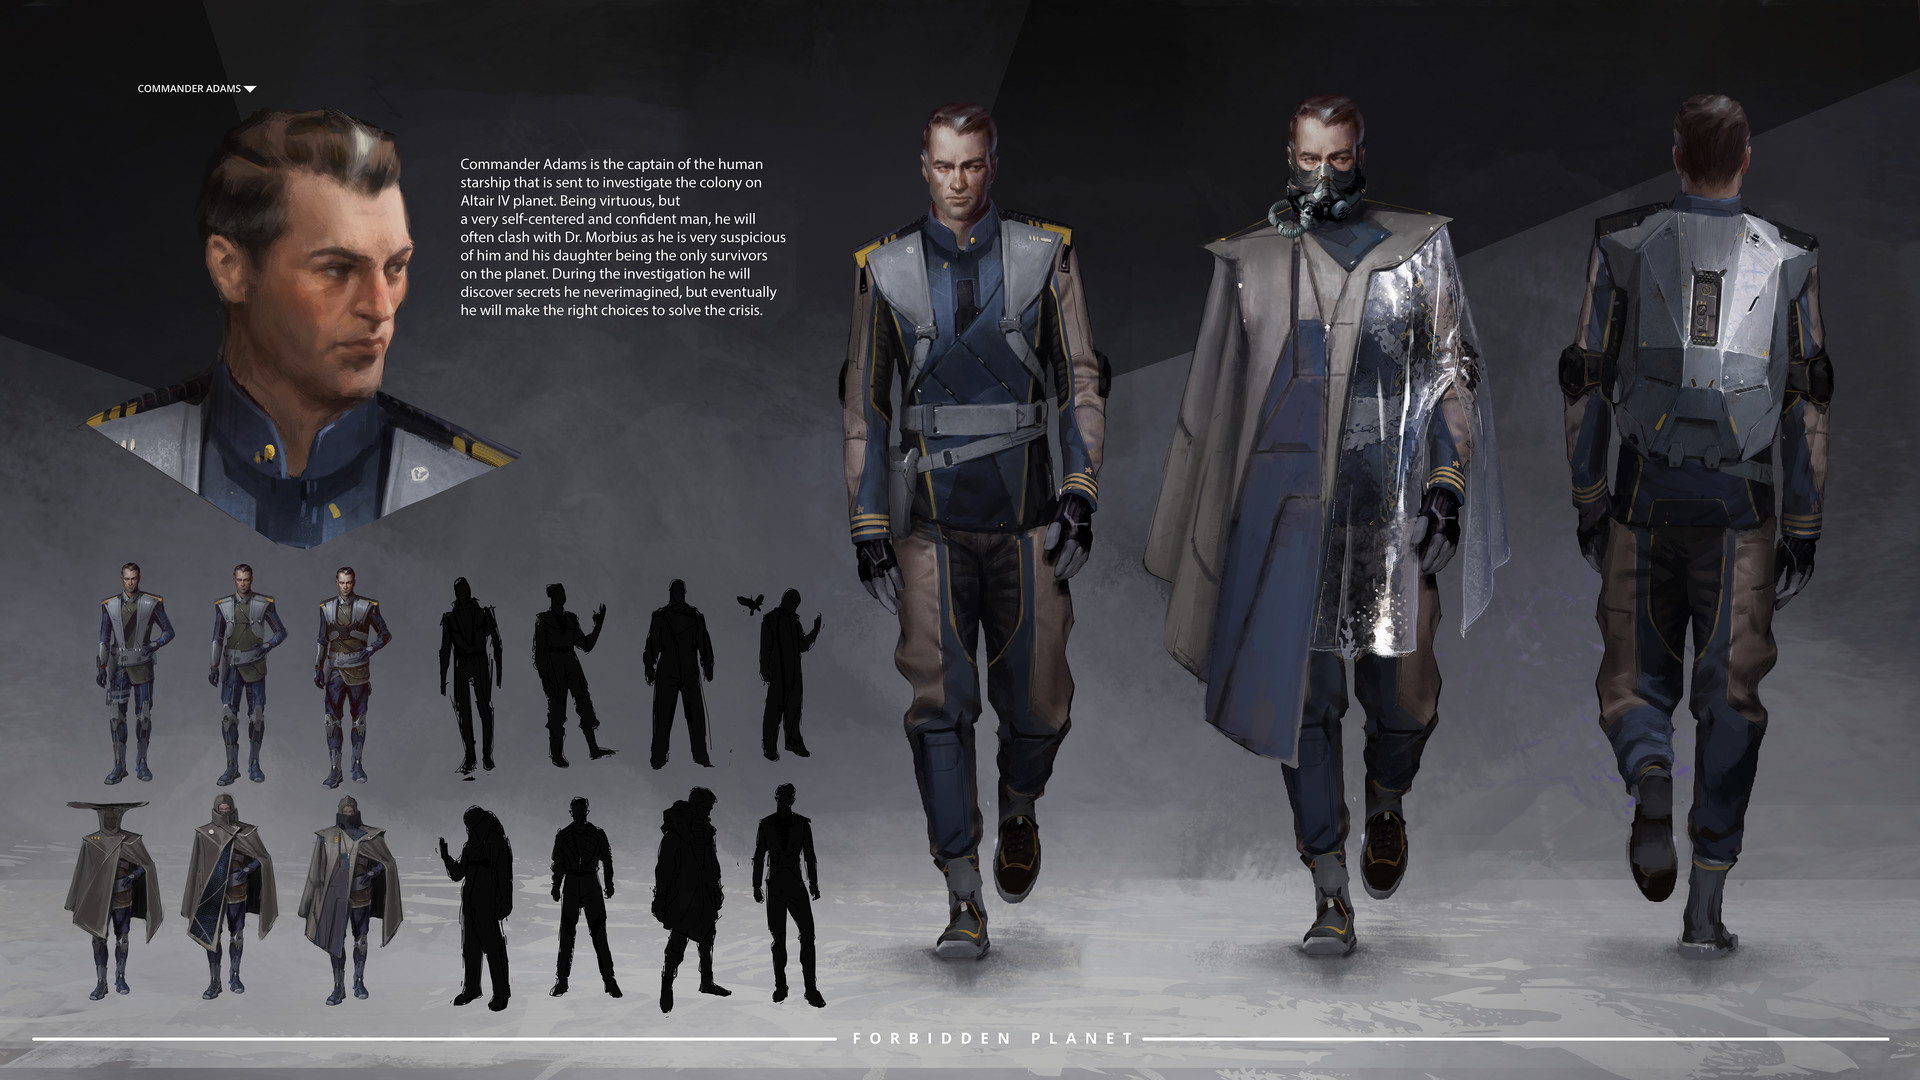 COMMANDER ADAMS
Commander Adams is the captain of the human
starship that is sent to investigate the colony on
Altair IV planet. Being virtuous, but
a very self-centered and confident man, he will
often clash with Dr. Morbius as he is very suspicious
of him and his daughter being the only survivors
on the planet. During the investigation he will
discover secrets he neverimagined, but eventually
he will make the right choices to solve the crisis.
FORBIDDEN PLANET